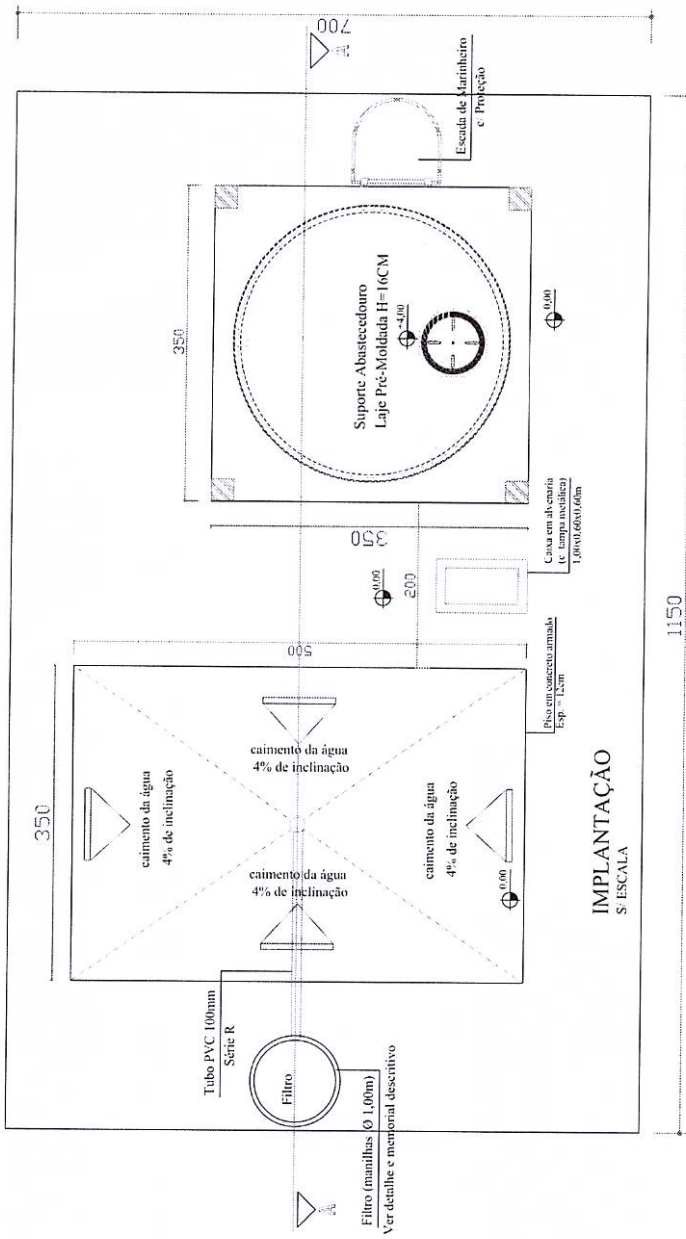 700
A
Escada de Marinheiro
c/ Proteção
350
Suporte Abastecedouro
Laje Pré-Moldada H=16CM
+4,00
0,00
350
200
0,00
Caixa em alvenaria
(c/ tampa metálica)
1,00x0,60x0,60m
500
Piso em concreto armado
Esp. = 12cm
350
caimento da água
4% de inclinação
caimento da água
4% de inclinação
caimento da água
4% de inclinação
caimento da água
4% de inclinação
0,00
Tubo PVC 100mm
Série R
Filtro
Filtro (manilhas Ø 1,00m)
Ver detalhe e memorial descritivo
A
IMPLANTAÇÃO
S/ ESCALA
1150